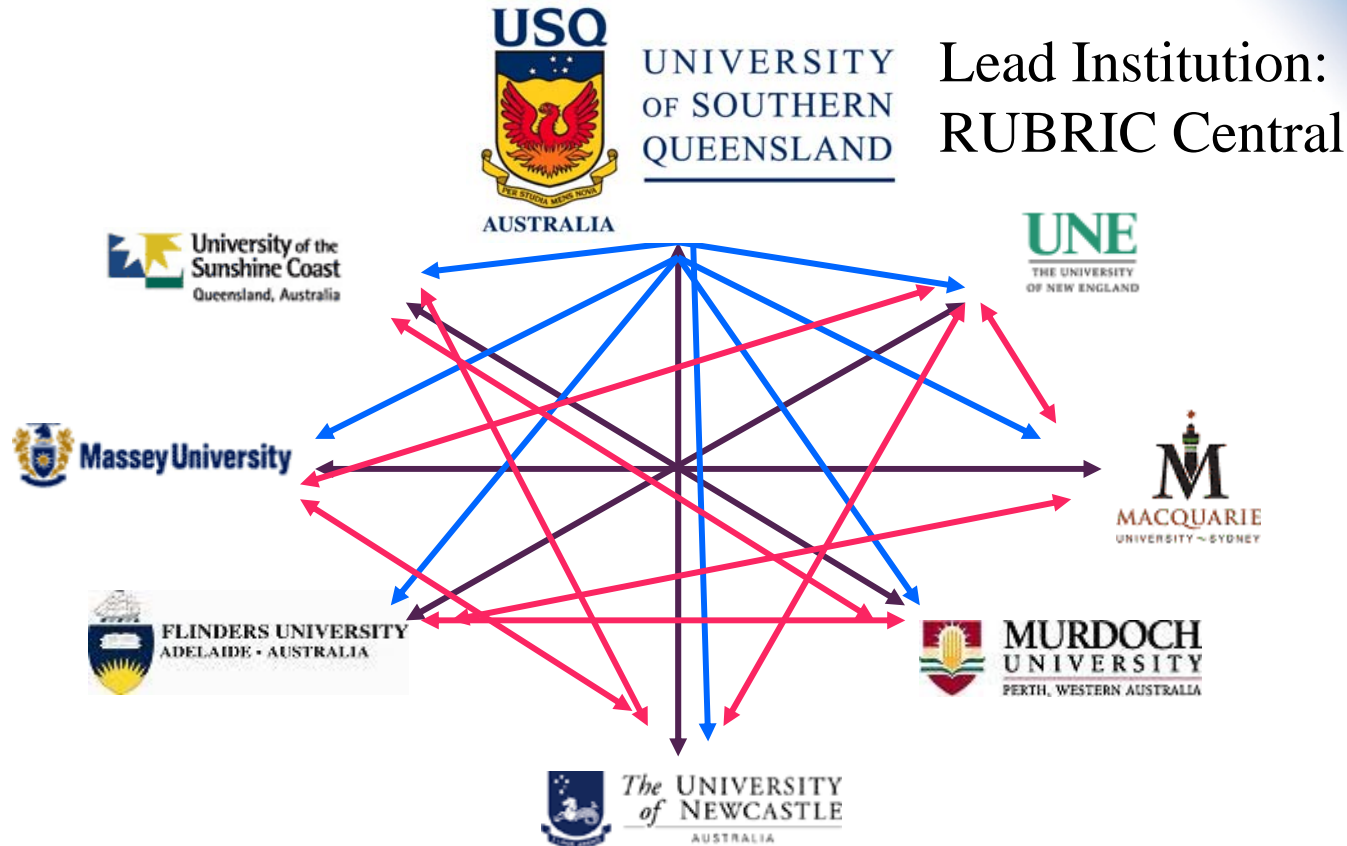 USQ
UNIVERSITY
OF SOUTHERN
QUEENSLAND
PER STUDIA MENS NOVA
AUSTRALIA
Lead Institution:
RUBRIC Central
University of the
Sunshine Coast
Queensland, Australia
UNE
THE UNIVERSITY
OF NEW ENGLAND
Massey University
M
MACQUARIE
UNIVERSITY ~ SYDNEY
FLINDERS UNIVERSITY
ADELAIDE • AUSTRALIA
MURDOCH
UNIVERSITY
PERTH, WESTERN AUSTRALIA
The UNIVERSITY
of NEWCASTLE
AUSTRALIA